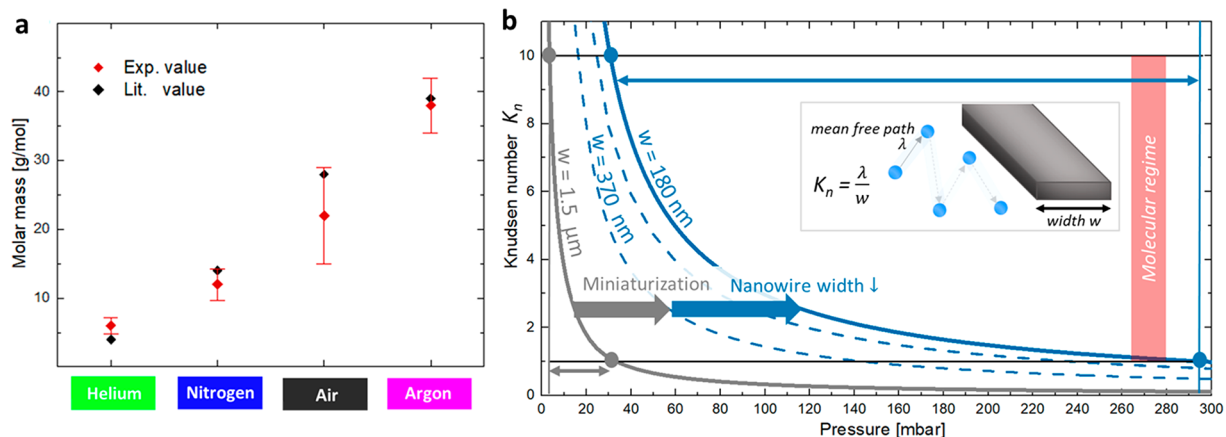 a
Molar mass [g/mol]
40
30
20
10
Exp. value
Lit. value
Helium
Nitrogen
Air
Argon
b
Knudsen number Kn
10
8
6
4
2
0
w = 1.5 µm
w = 370 nm
w = 180 nm
mean free path
λ
Kn = λ/w
width w
Molecular regime
Miniaturization
Nanowire width ↓
0 20 40 60 80 100 120 140 160 180 200 220 240 260 280 300
Pressure [mbar]